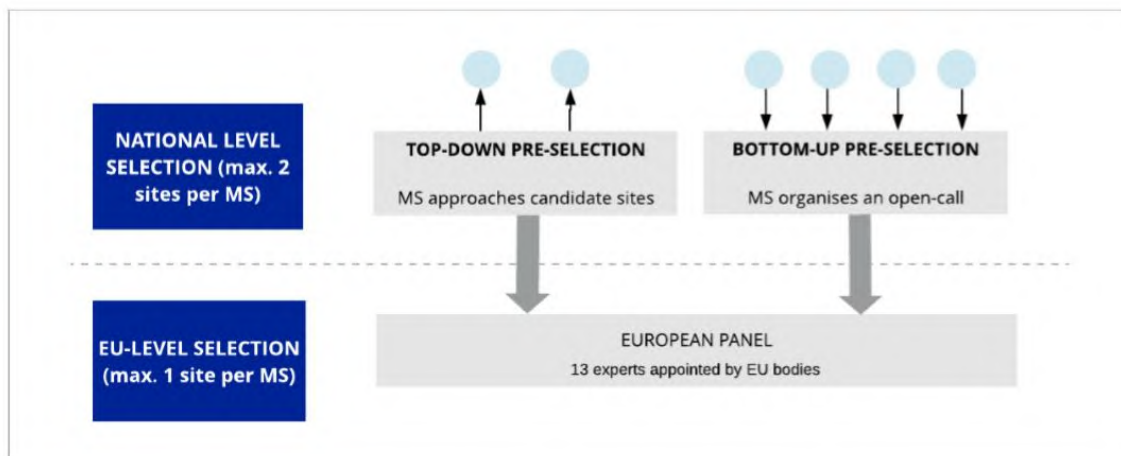 NATIONAL LEVEL
SELECTION (max. 2
sites per MS)
TOP-DOWN PRE-SELECTION
MS approaches candidate sites
BOTTOM-UP PRE-SELECTION
MS organises an open-call
EU-LEVEL SELECTION
(max. 1 site per MS)
EUROPEAN PANEL
13 experts appointed by EU bodies